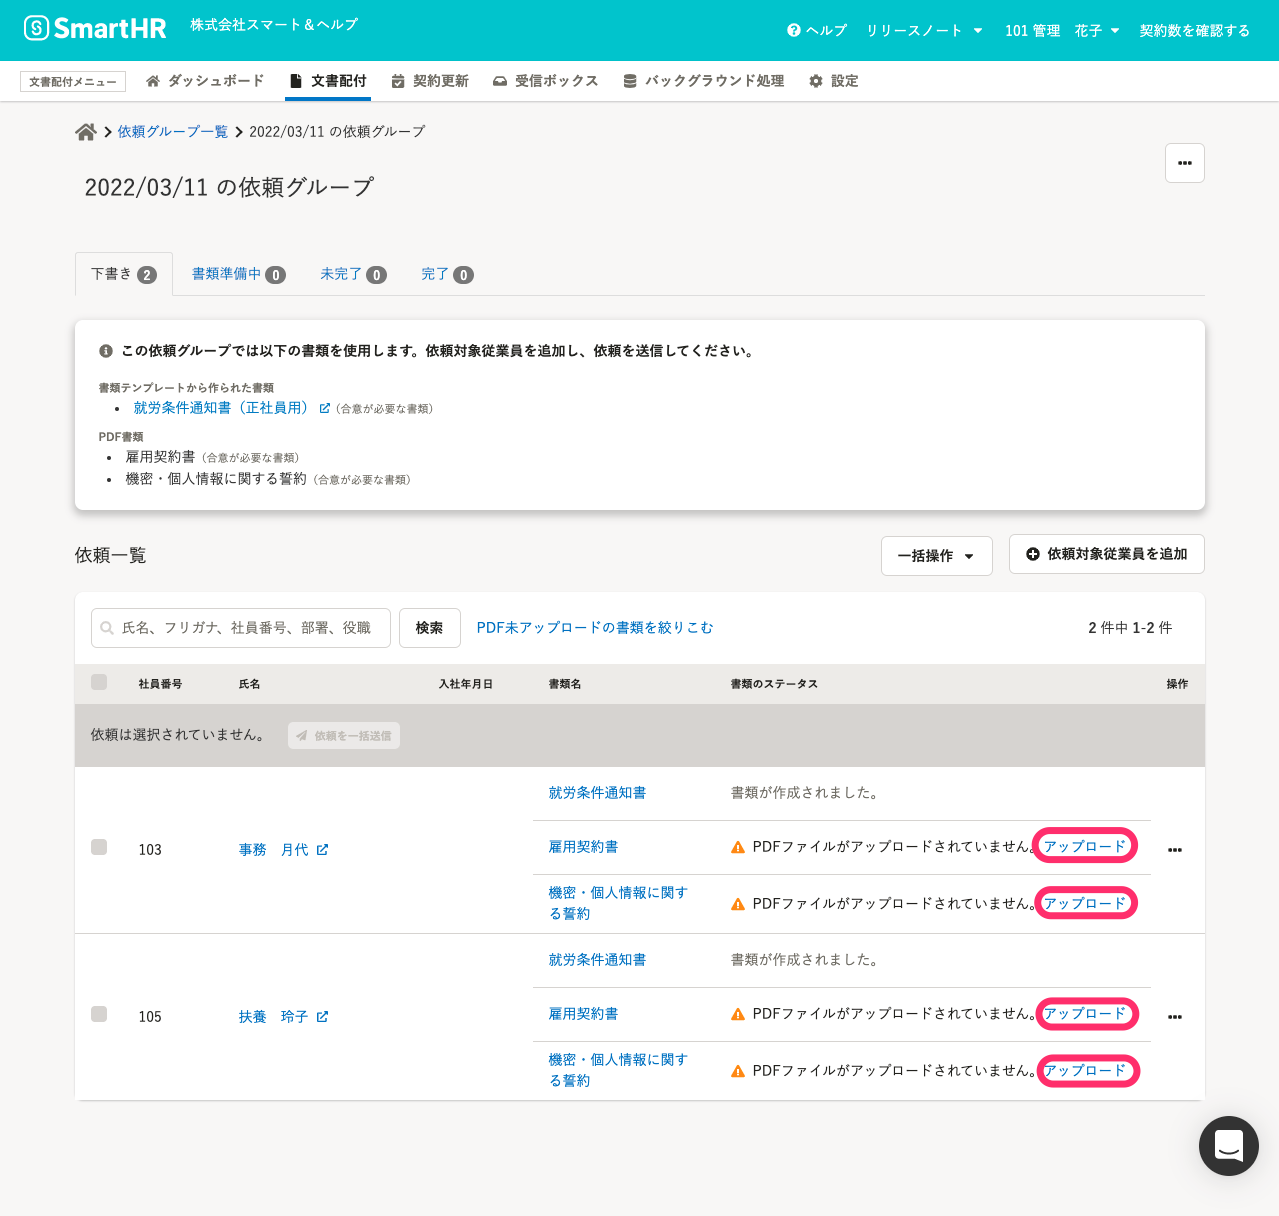 SmartHR 株式会社スマート＆ヘルプ ヘルプ リリースノート 101 管理　花子 契約数を確認する
文書配付メニュー ダッシュボード 文書配付 契約更新 受信ボックス バックグラウンド処理 設定
依頼グループ一覧 2022/03/11 の依頼グループ
2022/03/11 の依頼グループ
下書き 2 書類準備中 0 未完了 0 完了 0
この依頼グループでは以下の書類を使用します。依頼対象従業員を追加し、依頼を送信してください。
書類テンプレートから作られた書類
• 就労条件通知書（正社員用）（合意が必要な書類）
PDF書類
• 雇用契約書（合意が必要な書類）
• 機密・個人情報に関する誓約（合意が必要な書類）
依頼一覧 一括操作 依頼対象従業員を追加
氏名、フリガナ、社員番号、部署、役職 検索 PDF未アップロードの書類を絞りこむ 2 件中 1-2 件
社員番号 氏名 入社年月日 書類名 書類のステータス 操作
依頼は選択されていません。 依頼を一括送信
就労条件通知書 書類が作成されました。
103 事務　月代 雇用契約書 PDFファイルがアップロードされていません。アップロード
機密・個人情報に関す
る誓約 PDFファイルがアップロードされていません。アップロード
就労条件通知書 書類が作成されました。
105 扶養　玲子 雇用契約書 PDFファイルがアップロードされていません。アップロード
機密・個人情報に関す
る誓約 PDFファイルがアップロードされていません。アップロード